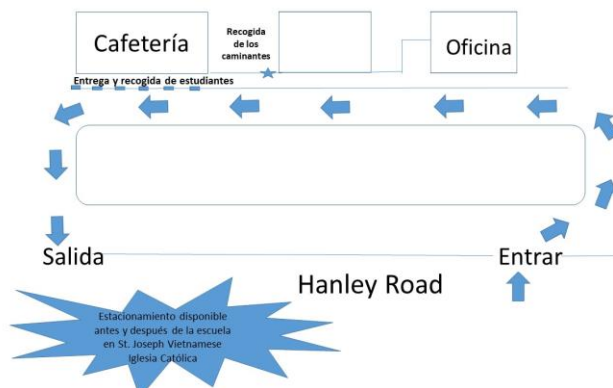 Cafetería
Recogida
de los
caminantes
Oficina
Entrega y recogida de estudiantes
Salida
Entrar
Hanley Road
Estacionamiento disponible
antes y después de la escuela
en St. Joseph Vietnamese
Iglesia Católica